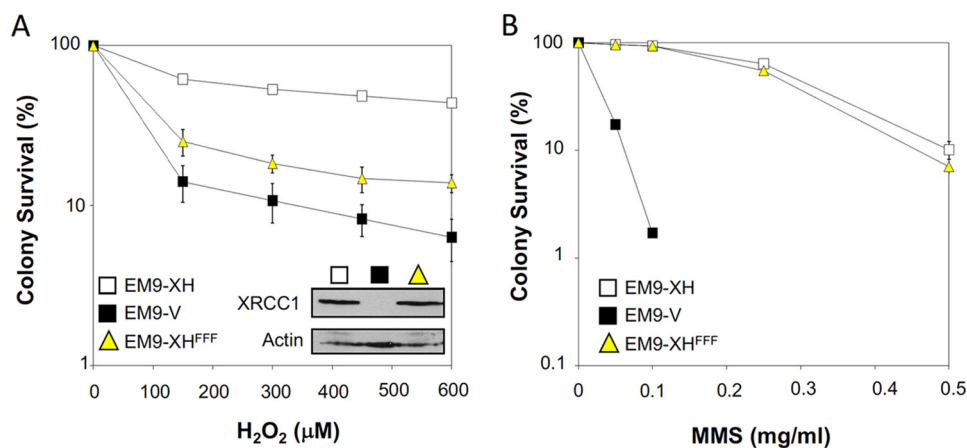 A
100
10
1
Colony Survival (%)
EM9-XH
EM9-V
EM9-XHFFF
XRCC1
Actin
0 100 200 300 400 500 600
H2O2 (μM)
B
100
10
1
0.1
Colony Survival (%)
EM9-XH
EM9-V
EM9-XHFFF
0 0.1 0.2 0.3 0.4 0.5
MMS (mg/ml)